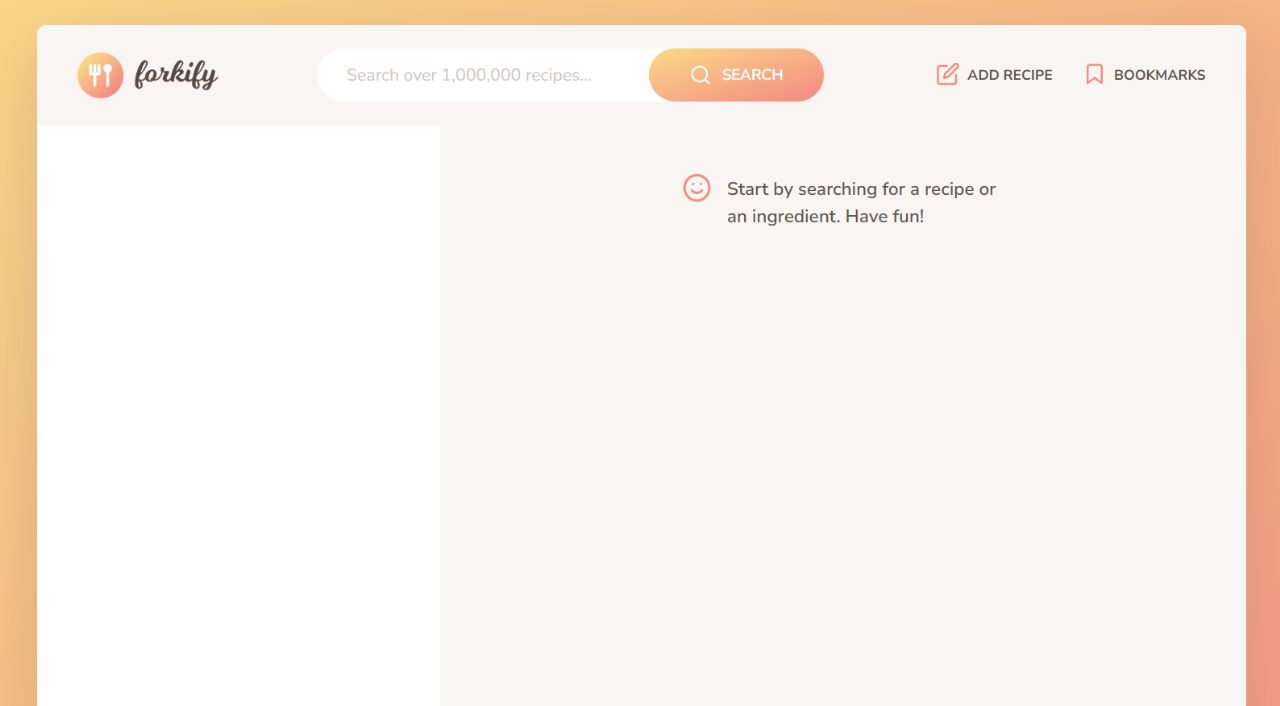 forkify
Search over 1,000,000 recipes...
SEARCH
ADD RECIPE
BOOKMARKS
Start by searching for a recipe or
an ingredient. Have fun!